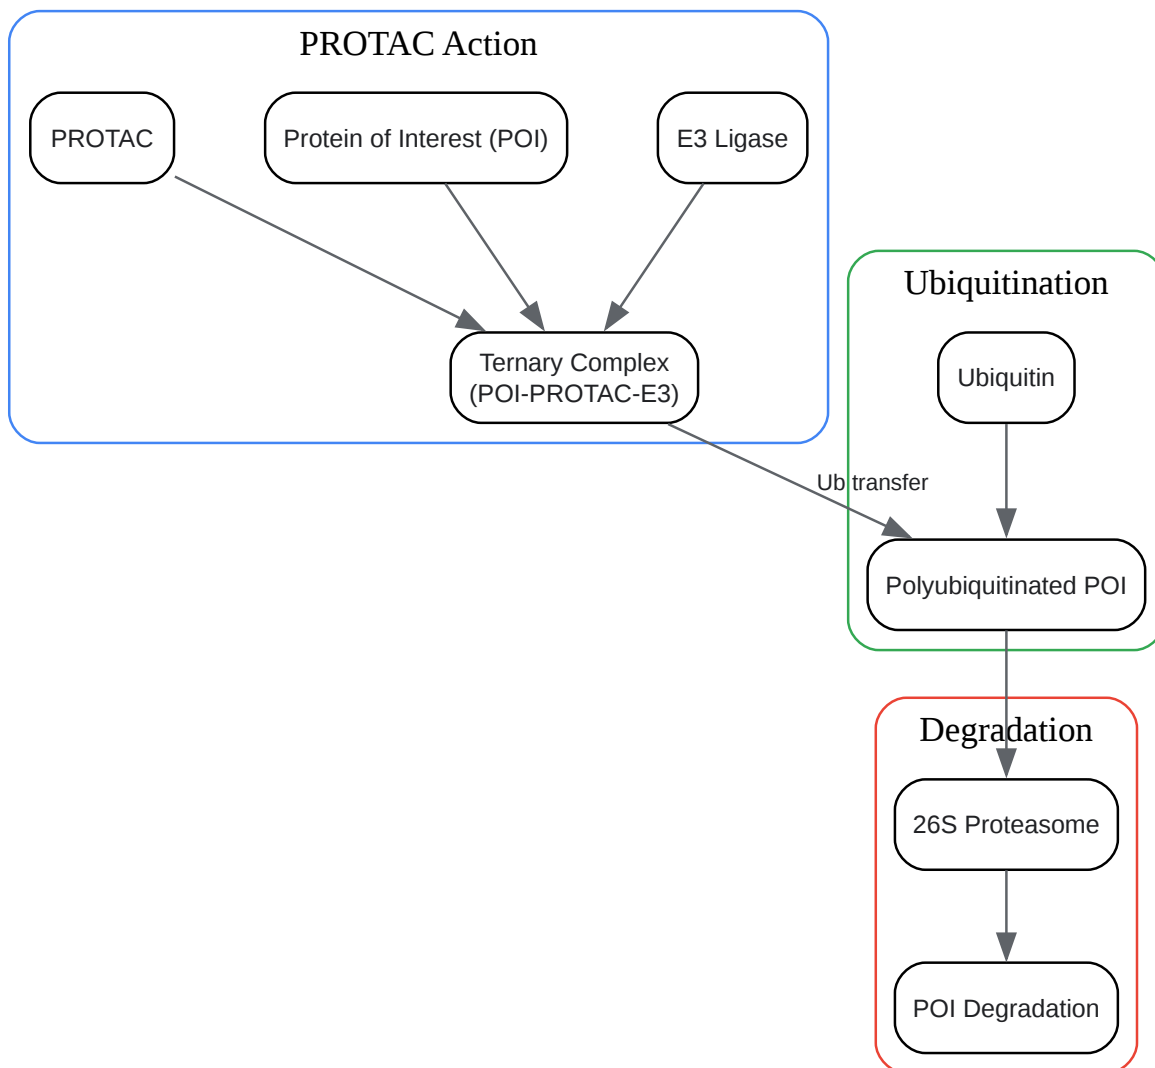 PROTAC Action
PROTAC
Protein of Interest (POI)
E3 Ligase
Ternary Complex
(POI-PROTAC-E3)
Ubiquitination
Ubiquitin
Ub transfer
Polyubiquitinated POI
Degradation
26S Proteasome
POI Degradation